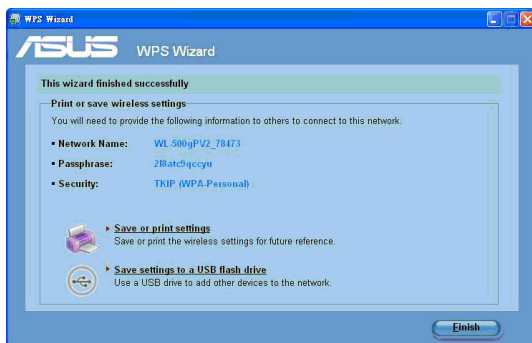 WPS Wizard
ASUS WPS Wizard
This wizard finished successfully
Print or save wireless settings
You will need to provide the following information to others to connect to this network.
▪ Network Name: WL-500gPV2_78473
▪ Passphrase: 2l8atc9qccyu
▪ Security: TKIP (WPA-Personal)
Save or print settings
Save or print the wireless settings for future reference.
Save settings to a USB flash drive
Use a USB drive to add other devices to the network.
Finish